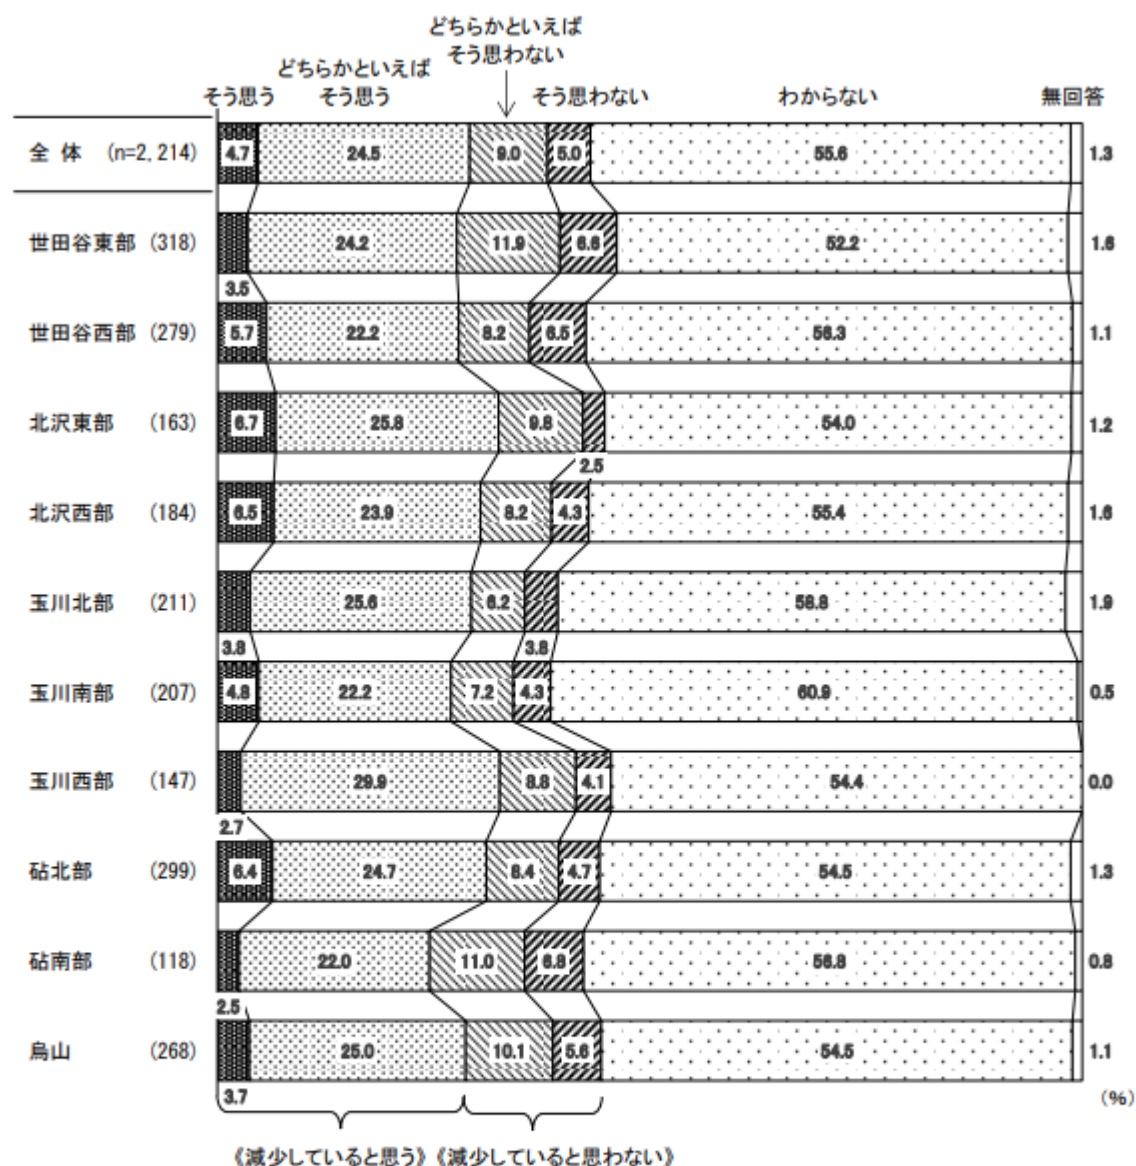 どちらかといえば
そう思わない
どちらかといえば
そう思う そう思う そう思わない わからない 無回答
全体 (n=2,214) 4.7 24.5 9.0 5.0 55.6 1.3
世田谷東部 (318) 24.2 11.9 6.6 52.2 1.6
3.5
世田谷西部 (279) 5.7 22.2 8.2 6.5 56.3 1.1
北沢東部 (163) 6.7 25.8 9.8 54.0 1.2
2.5
北沢西部 (184) 6.5 23.9 8.2 4.3 55.4 1.6
玉川北部 (211) 25.6 6.2 58.8 1.9
3.8 3.8
玉川南部 (207) 4.8 22.2 7.2 4.3 60.9 0.5
玉川西部 (147) 29.9 8.8 4.1 54.4 0.0
2.7
砧北部 (299) 6.4 24.7 8.4 4.7 54.5 1.3
砧南部 (118) 22.0 11.0 6.8 56.8 0.8
2.5
烏山 (268) 25.0 10.1 5.6 54.5 1.1
3.7 (%)
《減少していると思う》 《減少していると思わない》